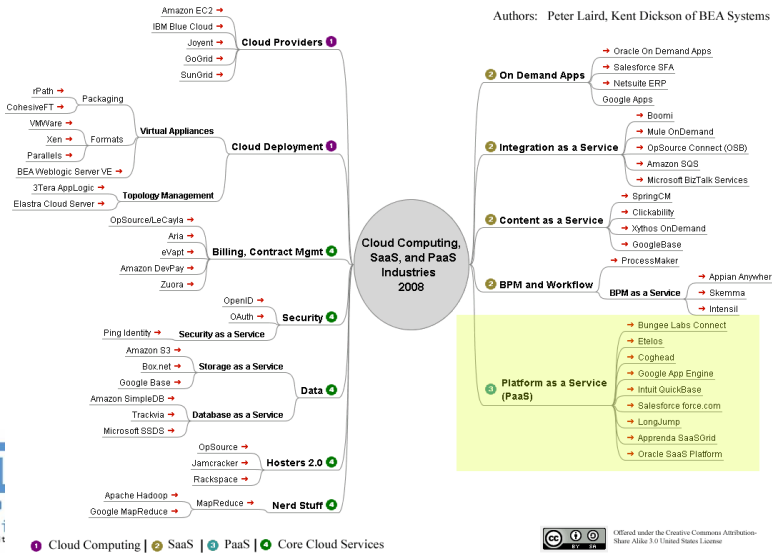 Authors: Peter Laird, Kent Dickson of BEA Systems
Cloud Computing,
SaaS, and PaaS
Industries
2008
Cloud Providers 1
Amazon EC2
IBM Blue Cloud
Joyent
GoGrid
SunGrid
Cloud Deployment 1
Virtual Appliances
Packaging
rPath
CohesiveFT
Formats
VMWare
Xen
Parallels
BEA Weblogic Server VE
Topology Management
3Tera AppLogic
Elastra Cloud Server
Billing, Contract Mgmt 4
OpSource/LeCayla
Aria
eVapt
Amazon DevPay
Zuora
Security 4
OpenID
OAuth
Security as a Service
Ping Identity
Data 4
Storage as a Service
Amazon S3
Box.net
Google Base
Database as a Service
Amazon SimpleDB
Trackvia
Microsoft SSDS
Hosters 2.0 4
OpSource
Jamcracker
Rackspace
Nerd Stuff 4
MapReduce
Apache Hadoop
Google MapReduce
2 On Demand Apps
Oracle On Demand Apps
Salesforce SFA
Netsuite ERP
Google Apps
2 Integration as a Service
Boomi
Mule OnDemand
OpSource Connect (OSB)
Amazon SQS
Microsoft BizTalk Services
2 Content as a Service
SpringCM
Clickability
Xythos OnDemand
GoogleBase
2 BPM and Workflow
ProcessMaker
BPM as a Service
Appian Anywher
Skemma
Intensil
3 Platform as a Service
(PaaS)
Bungee Labs Connect
Etelos
Coghead
Google App Engine
Intuit QuickBase
Salesforce force.com
LongJump
Apprenda SaaSGrid
Oracle SaaS Platform
1 Cloud Computing | 2 SaaS | 3 PaaS | 4 Core Cloud Services
cc BY SA
Offered under the Creative Commons Attribution-
Share Alike 3.0 United States License